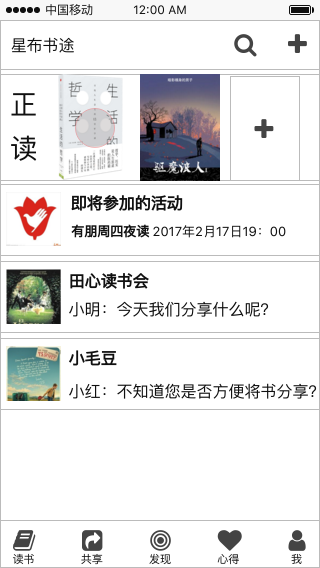 中国移动 12:00 AM
星布书途
正读
哲学
生活的
驱魔猎人
即将参加的活动
有朋周四夜读 2017年2月17日19：00
田心读书会
小明：今天我们分享什么呢?
小毛豆
小红：不知道您是否方便将书分享?
读书 共享 发现 心得 我